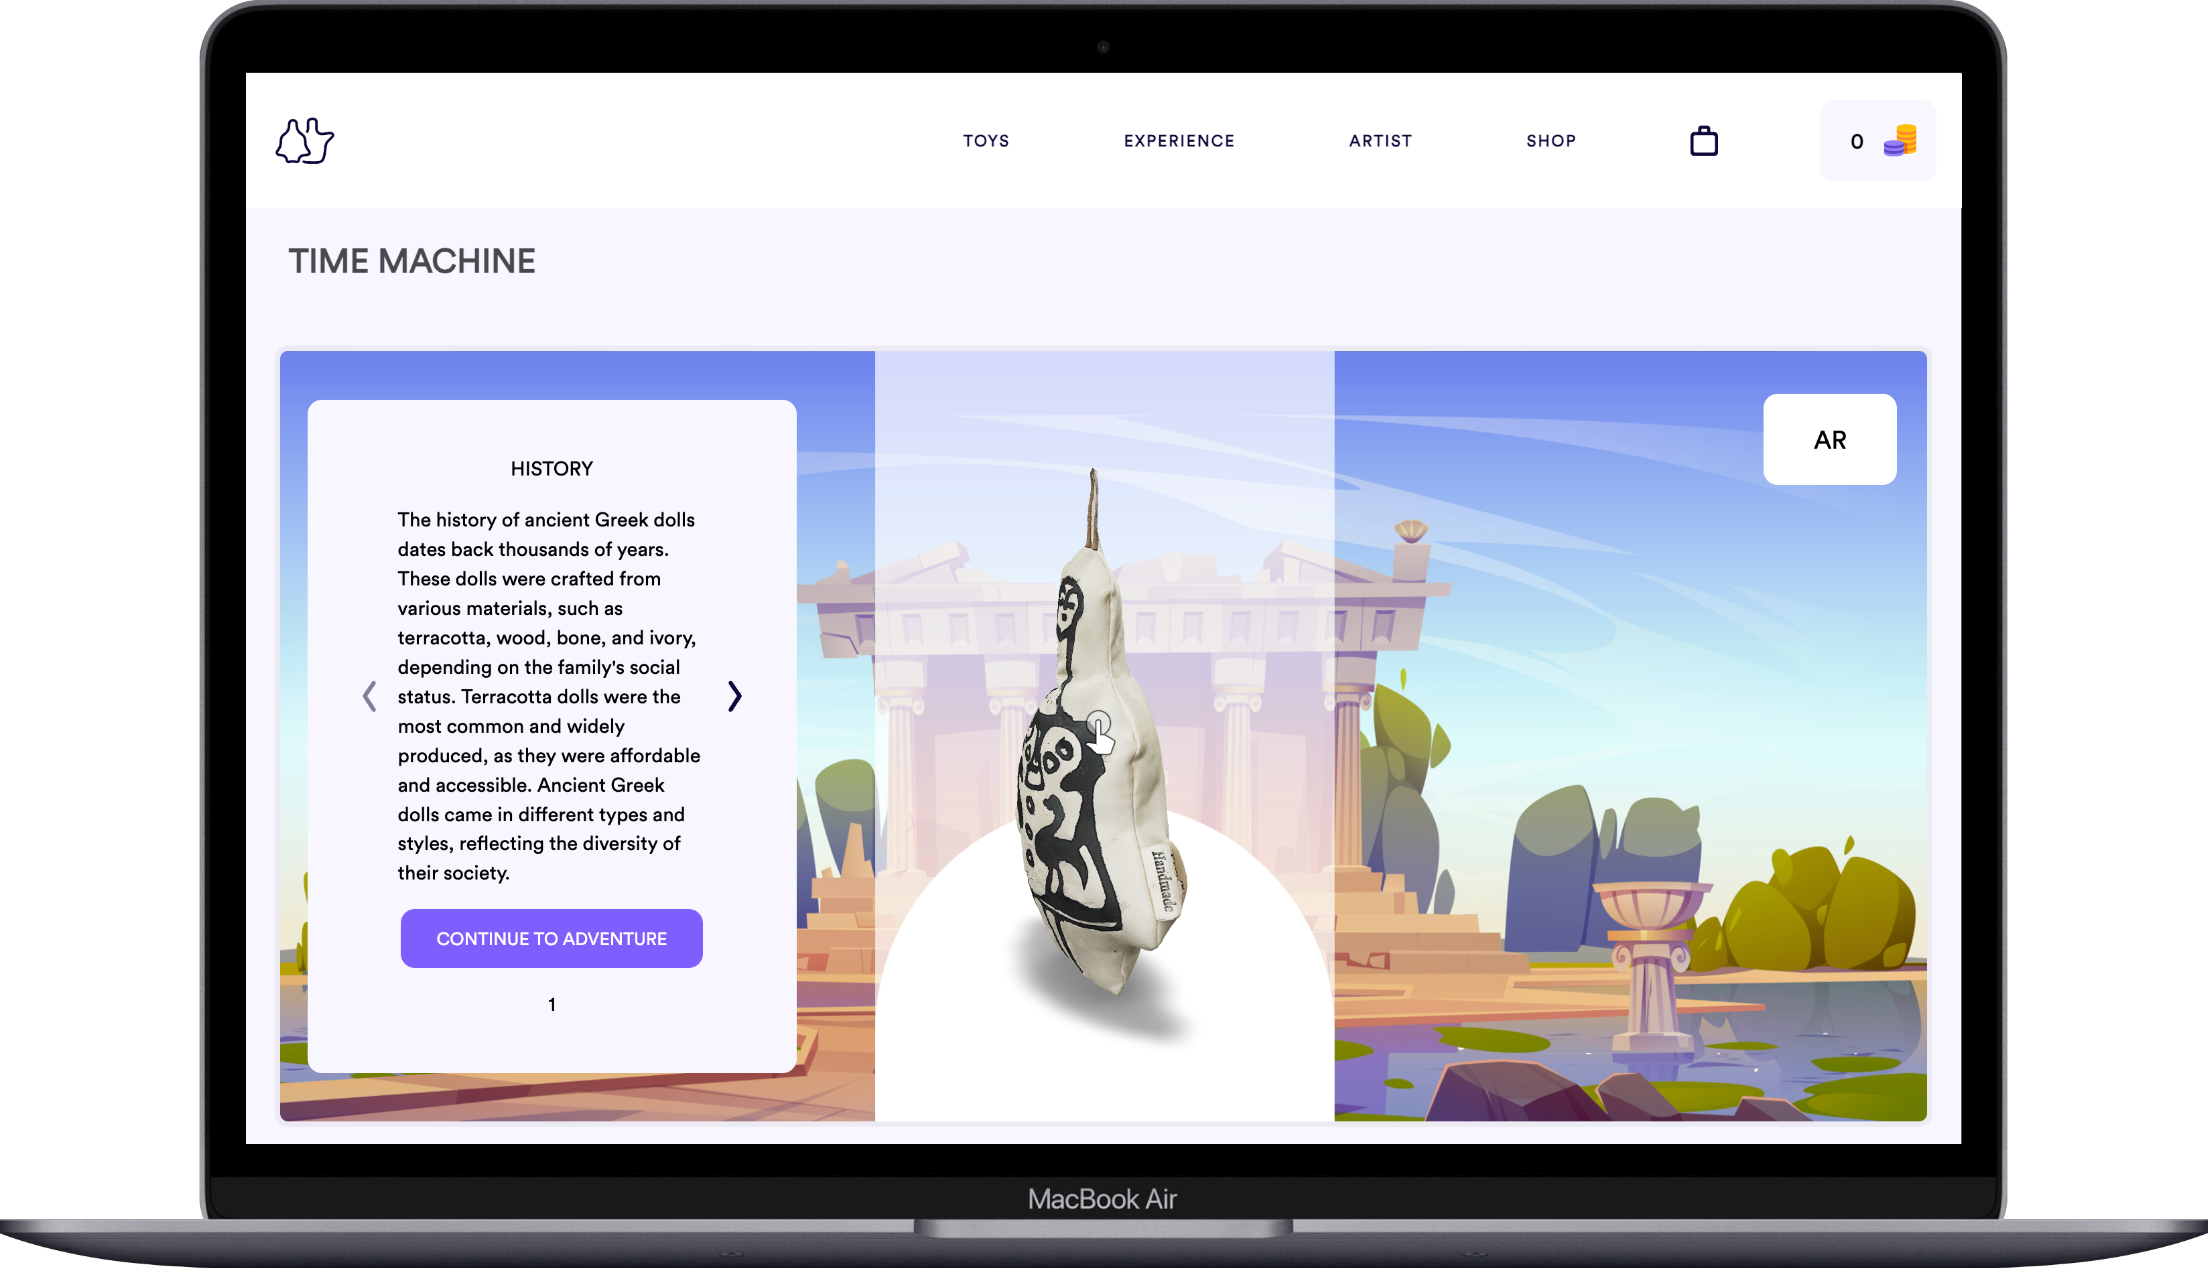 TOYS EXPERIENCE ARTIST SHOP 0
TIME MACHINE
AR
HISTORY
The history of ancient Greek dolls
dates back thousands of years.
These dolls were crafted from
various materials, such as
terracotta, wood, bone, and ivory,
depending on the family's social
status. Terracotta dolls were the
most common and widely
produced, as they were affordable
and accessible. Ancient Greek
dolls came in different types and
styles, reflecting the diversity of
their society.
CONTINUE TO ADVENTURE
1
Handmade
MacBook Air